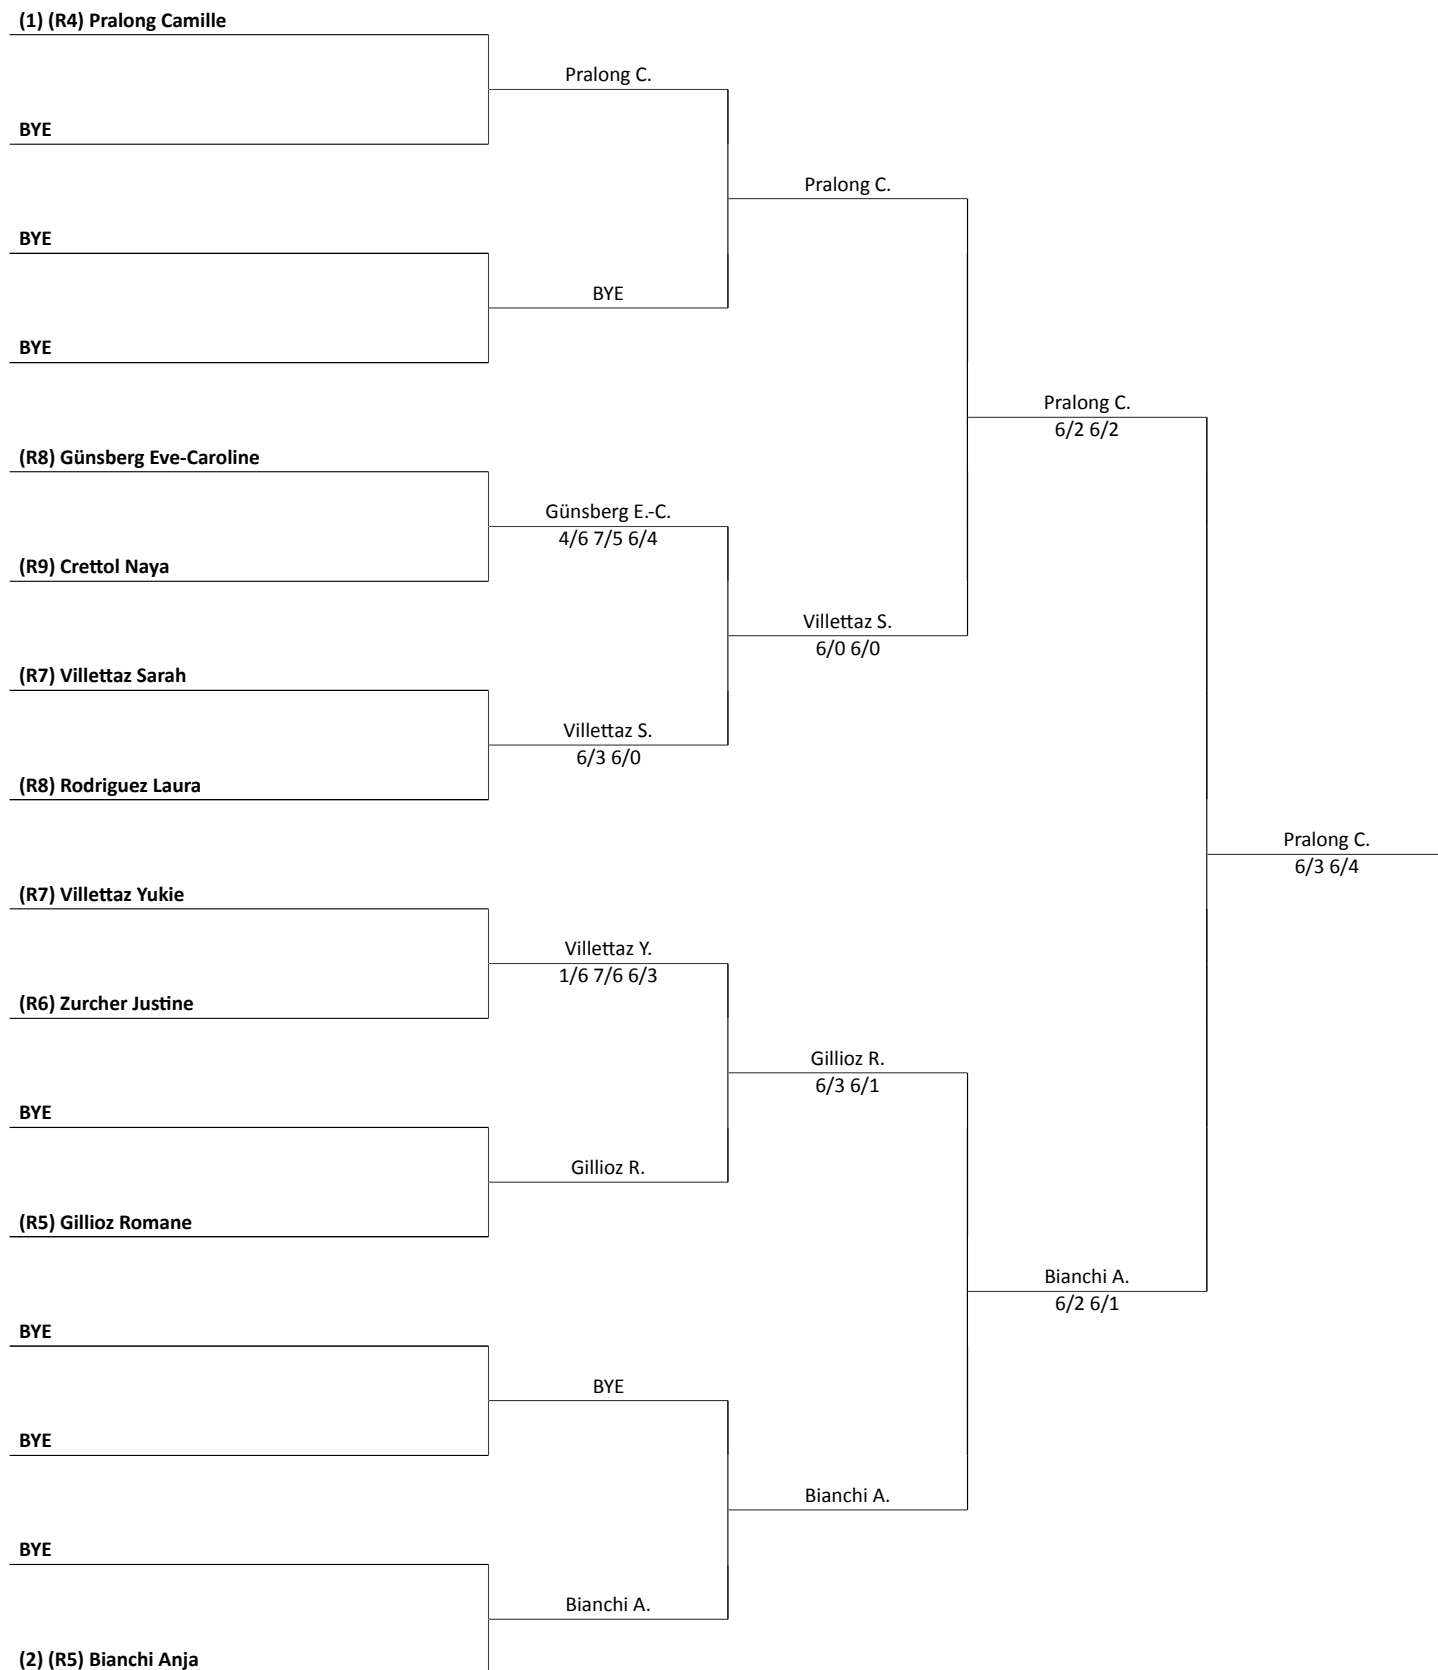 (1) (R4) Pralong Camille
Pralong C.
BYE
Pralong C.
BYE
BYE
BYE
Pralong C.
6/2 6/2
(R8) Günsberg Eve-Caroline
Günsberg E.-C.
4/6 7/5 6/4
(R9) Crettol Naya
Villettaz S.
6/0 6/0
(R7) Villettaz Sarah
Villettaz S.
6/3 6/0
(R8) Rodriguez Laura
Pralong C.
6/3 6/4
(R7) Villettaz Yukie
Villettaz Y.
1/6 7/6 6/3
(R6) Zurcher Justine
Gillioz R.
6/3 6/1
BYE
Gillioz R.
(R5) Gillioz Romane
Bianchi A.
6/2 6/1
BYE
BYE
BYE
Bianchi A.
BYE
Bianchi A.
(2) (R5) Bianchi Anja